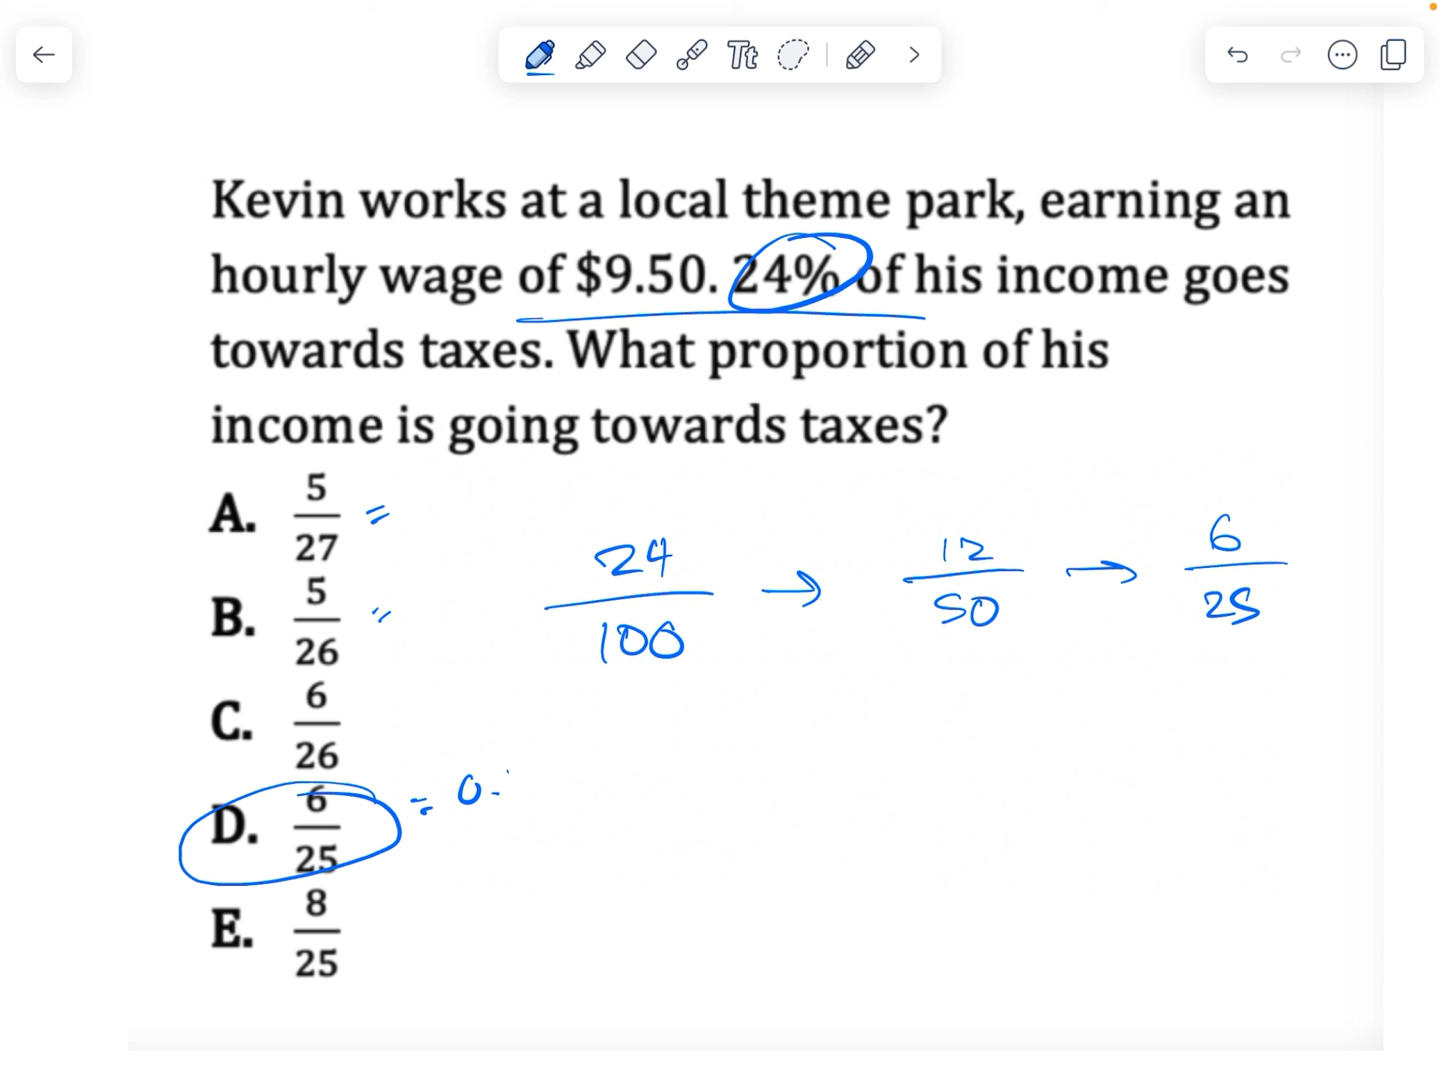 Tt
Kevin works at a local theme park, earning an
hourly wage of $9.50. 24% of his income goes
towards taxes. What proportion of his
income is going towards taxes?
A. 5/27 =
B. 5/26 =
24/100 → 12/50 → 6/25
C. 6/26
D. 6/25 = 0.
E. 8/25